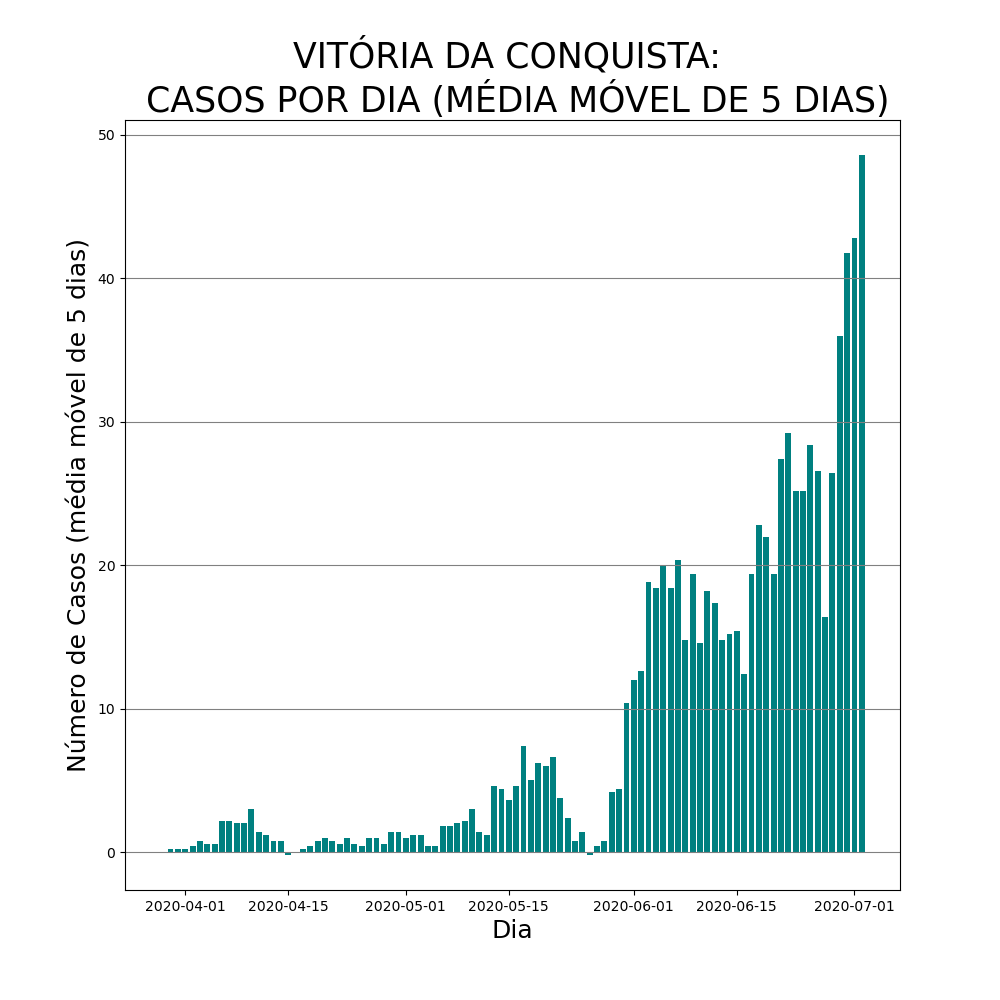 VITÓRIA DA CONQUISTA:
CASOS POR DIA (MÉDIA MÓVEL DE 5 DIAS)
Número de Casos (média móvel de 5 dias)
50
40
30
20
10
0
2020-04-01 2020-04-15 2020-05-01 2020-05-15 2020-06-01 2020-06-15 2020-07-01
Dia